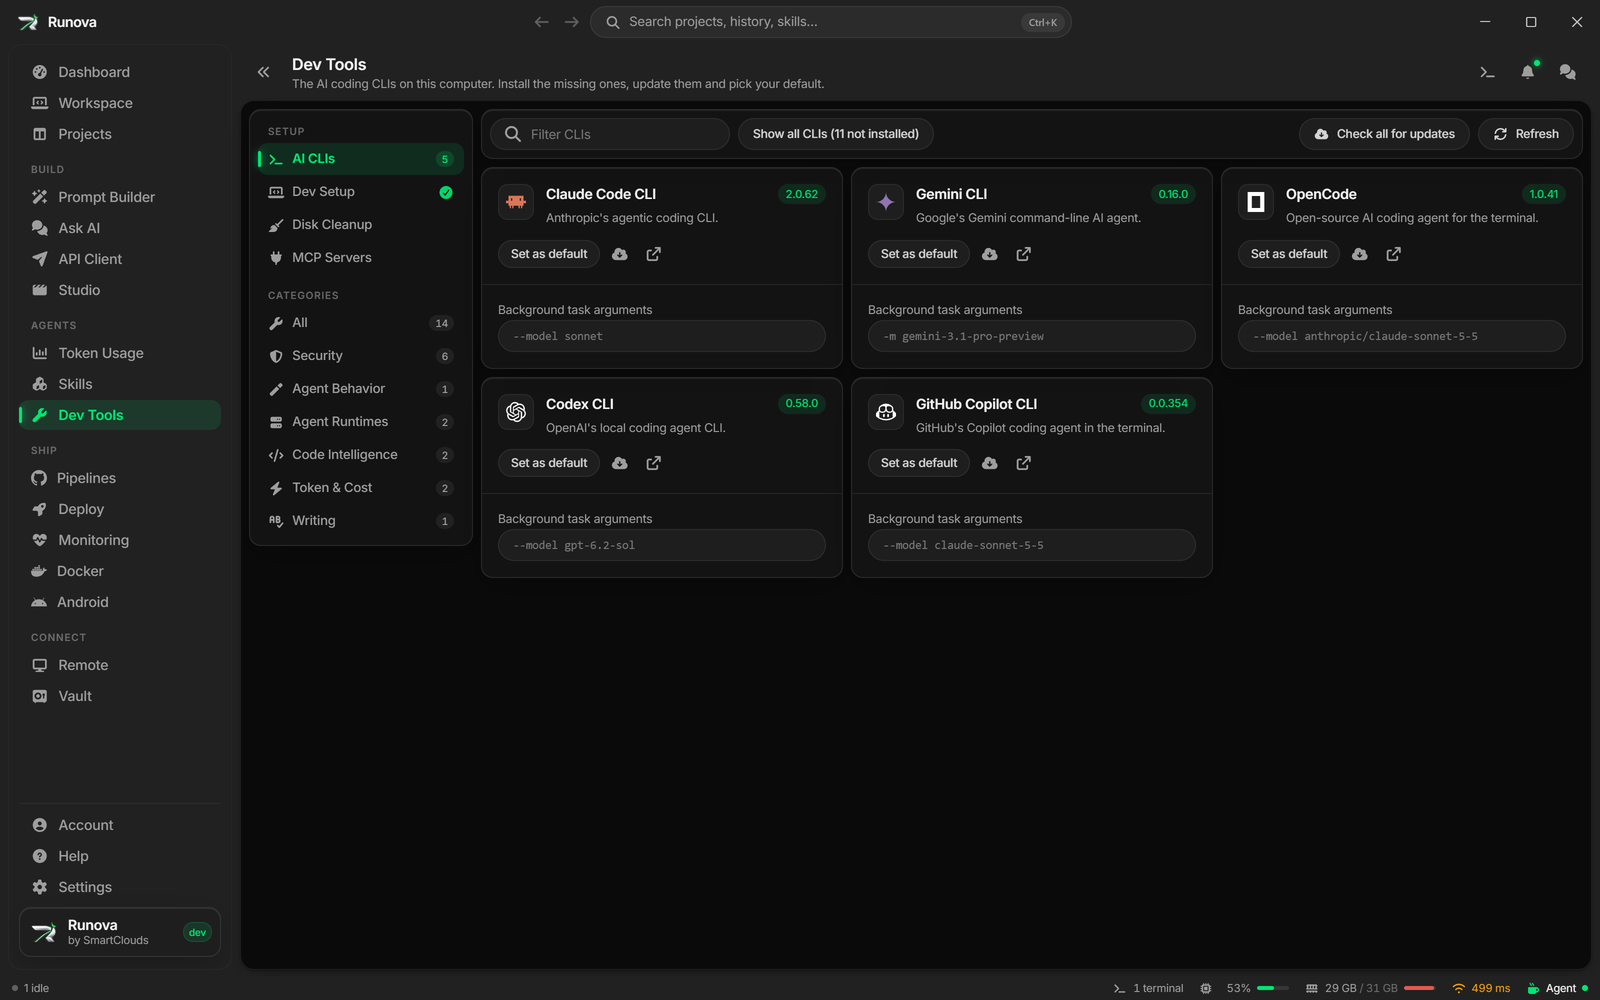 Runova
Search projects, history, skills...
Ctrl+K
Dashboard
Workspace
Projects
BUILD
Prompt Builder
Ask AI
API Client
Studio
AGENTS
Token Usage
Skills
Dev Tools
SHIP
Pipelines
Deploy
Monitoring
Docker
Android
CONNECT
Remote
Vault
Account
Help
Settings
Runova
by SmartClouds
dev
Dev Tools
The AI coding CLIs on this computer. Install the missing ones, update them and pick your default.
SETUP
AI CLIs 5
Dev Setup
Disk Cleanup
MCP Servers
CATEGORIES
All 14
Security 6
Agent Behavior 1
Agent Runtimes 2
Code Intelligence 2
Token & Cost 2
Writing 1
Filter CLIs
Show all CLIs (11 not installed)
Check all for updates
Refresh
Claude Code CLI 2.0.62
Anthropic's agentic coding CLI.
Set as default
Background task arguments
--model sonnet
Gemini CLI 0.16.0
Google's Gemini command-line AI agent.
Set as default
Background task arguments
-m gemini-3.1-pro-preview
OpenCode 1.0.41
Open-source AI coding agent for the terminal.
Set as default
Background task arguments
--model anthropic/claude-sonnet-5-5
Codex CLI 0.58.0
OpenAI's local coding agent CLI.
Set as default
Background task arguments
--model gpt-6.2-sol
GitHub Copilot CLI 0.0.354
GitHub's Copilot coding agent in the terminal.
Set as default
Background task arguments
--model claude-sonnet-5-5
1 idle
1 terminal
53%
29 GB / 31 GB
499 ms
Agent